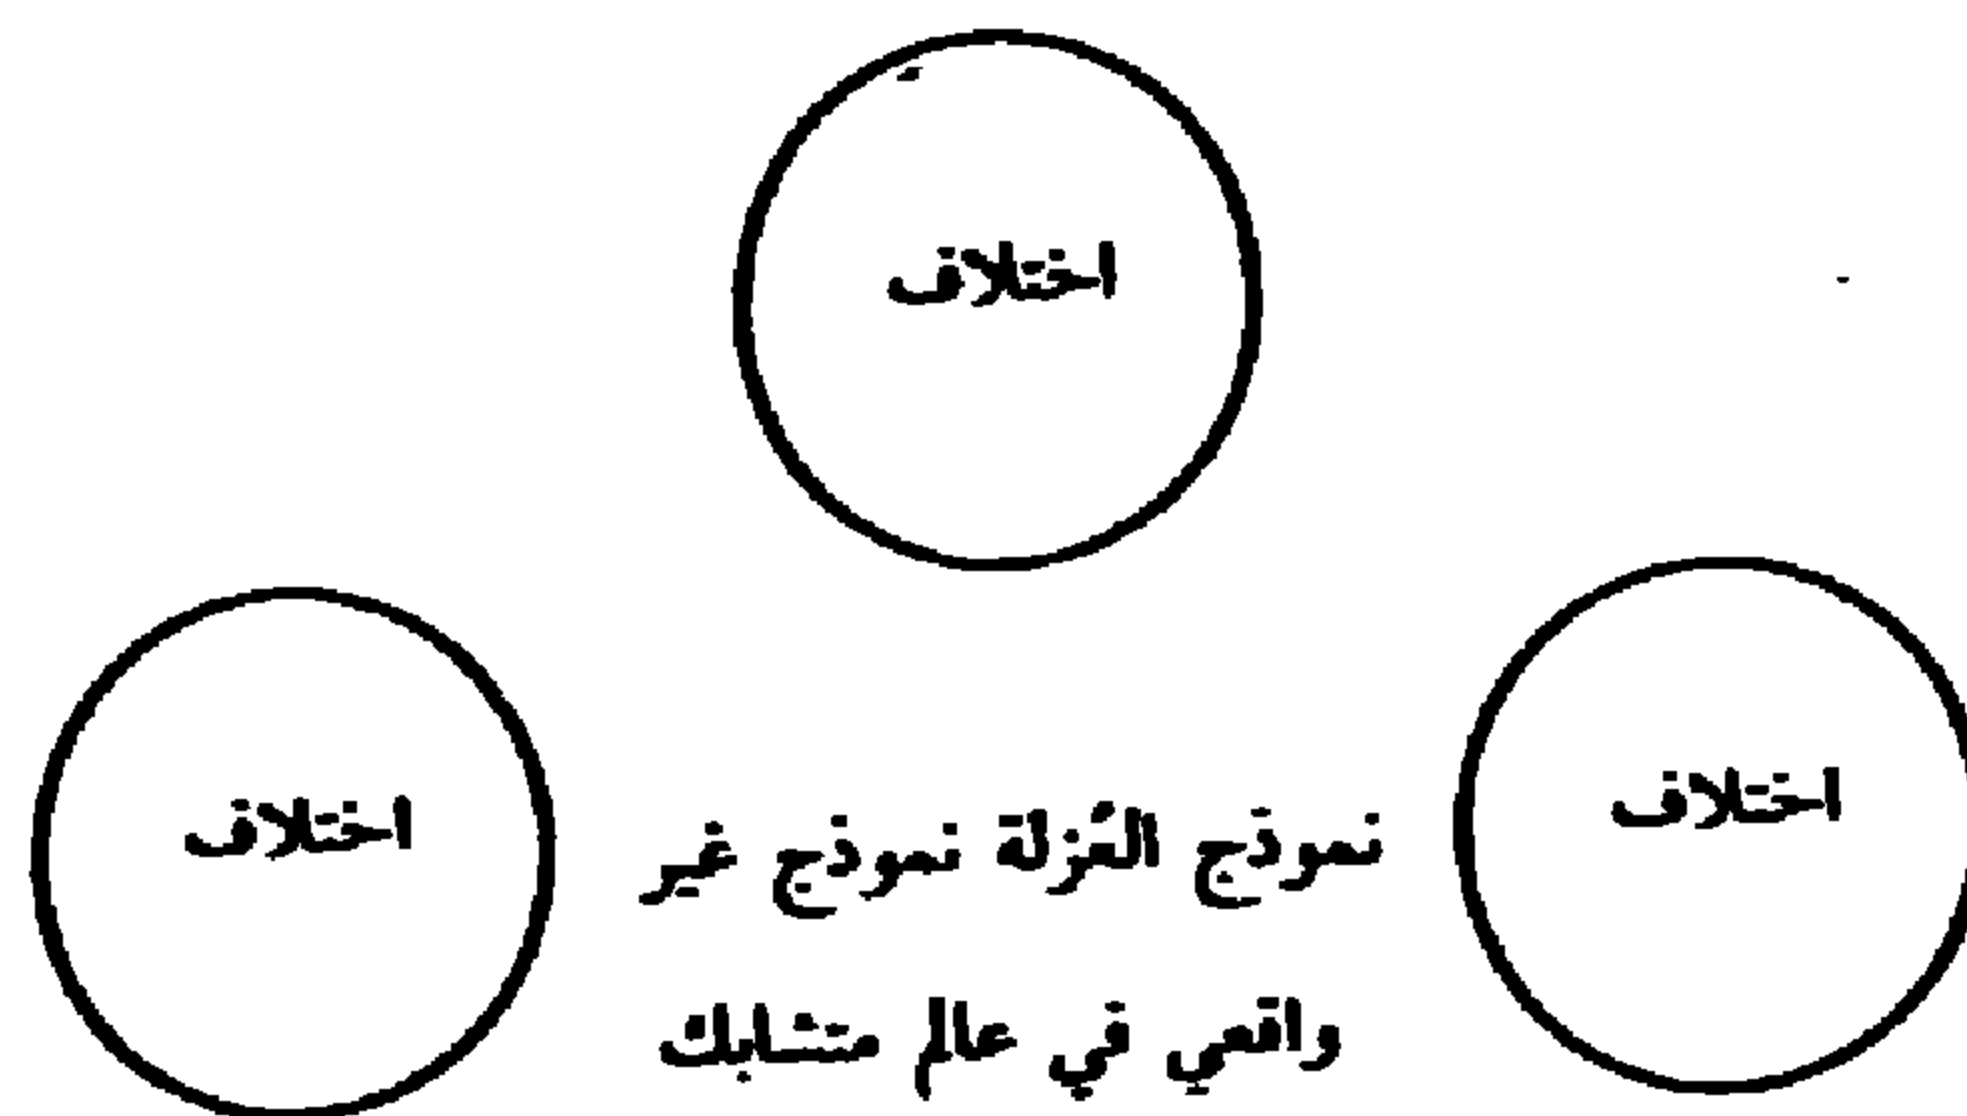 اختلاف
اختلاف
اختلاف
نموذج العُزلة نموذج غير
واقعي في عالم متشابك